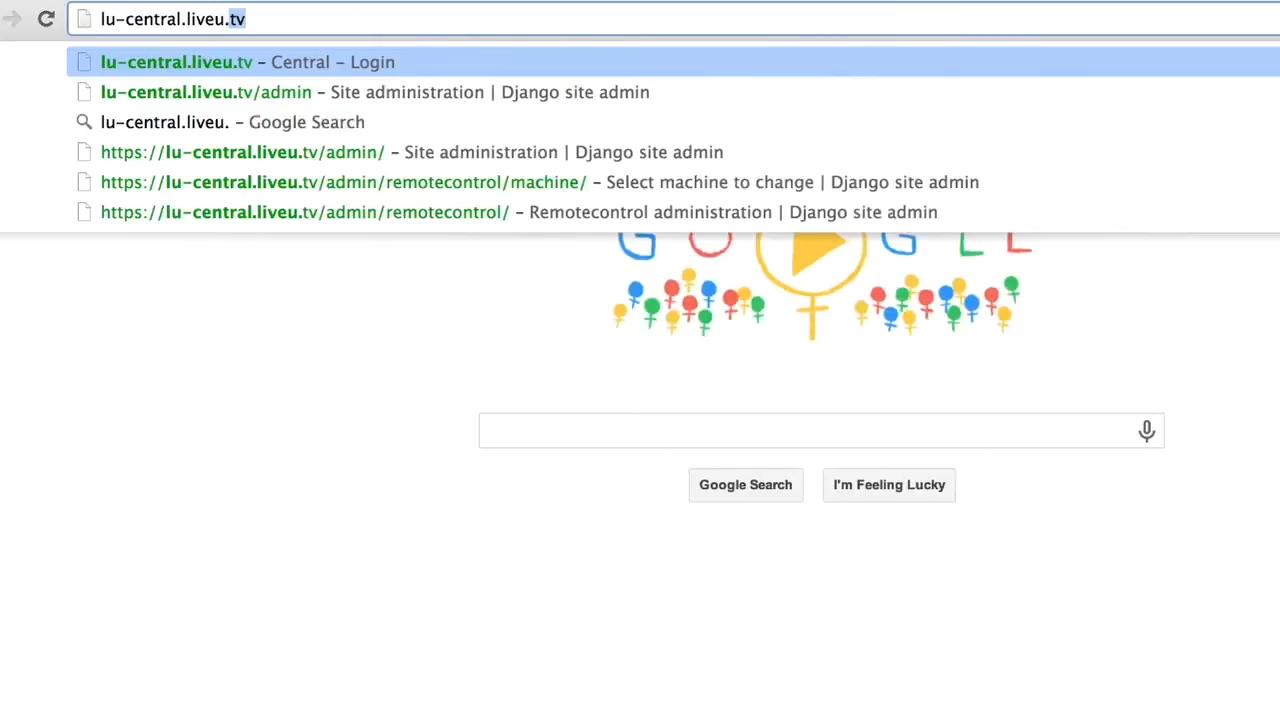 lu-central.liveu.tv
lu-central.liveu.tv – Central – Login
lu-central.liveu.tv/admin – Site administration | Django site admin
lu-central.liveu. – Google Search
https://lu-central.liveu.tv/admin/ – Site administration | Django site admin
https://lu-central.liveu.tv/admin/remotecontrol/machine/ – Select machine to change | Django site admin
https://lu-central.liveu.tv/admin/remotecontrol/ – Remotecontrol administration | Django site admin
GO GLE
Google Search I'm Feeling Lucky